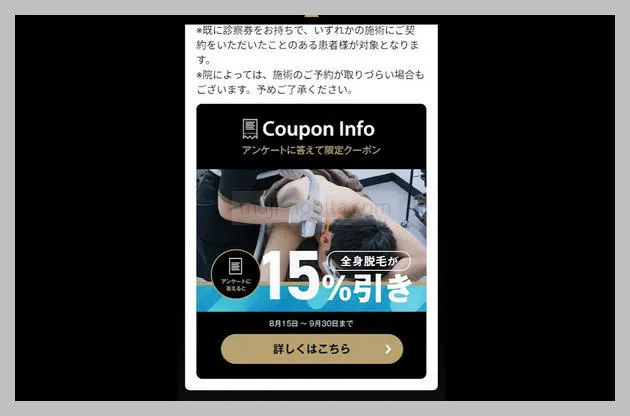 ※既に診察券をお持ちで、いずれかの施術にご契
約をいただいたことのある患者様が対象となりま
す。
※院によっては、施術のご予約が取りづらい場合も
ございます。予めご了承ください。
Coupon Info
アンケートに答えて限定クーポン
アンケートに
答えると
全身脱毛が
15%引き
8月15日 〜 9月30日まで
詳しくはこちら